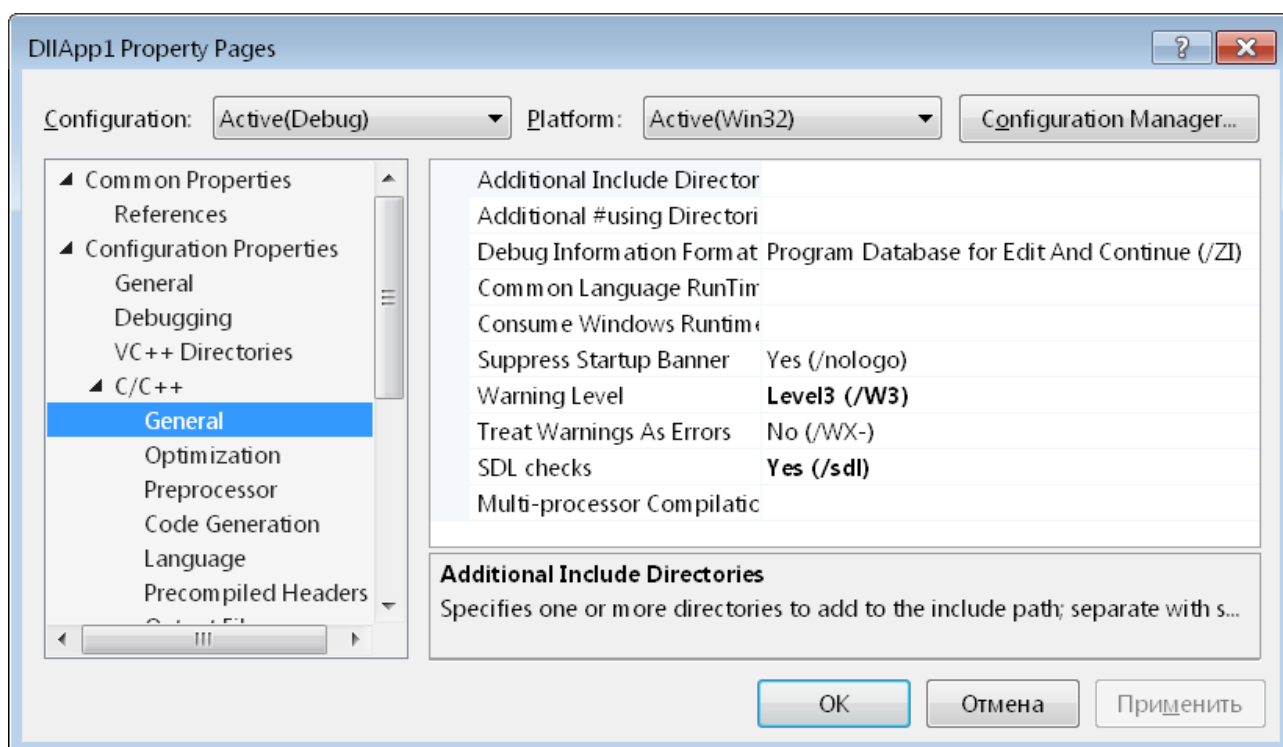 DllApp1 Property Pages
Configuration: Active(Debug) Platform: Active(Win32) Configuration Manager...
Common Properties
References
Configuration Properties
General
Debugging
VC++ Directories
C/C++
General
Optimization
Preprocessor
Code Generation
Language
Precompiled Headers
Additional Include Director
Additional #using Directori
Debug Information Format Program Database for Edit And Continue (/ZI)
Common Language RunTim
Consume Windows Runtime
Suppress Startup Banner Yes (/nologo)
Warning Level Level3 (/W3)
Treat Warnings As Errors No (/WX-)
SDL checks Yes (/sdl)
Multi-processor Compilatic
Additional Include Directories
Specifies one or more directories to add to the include path; separate with s...
OK Отмена Применить